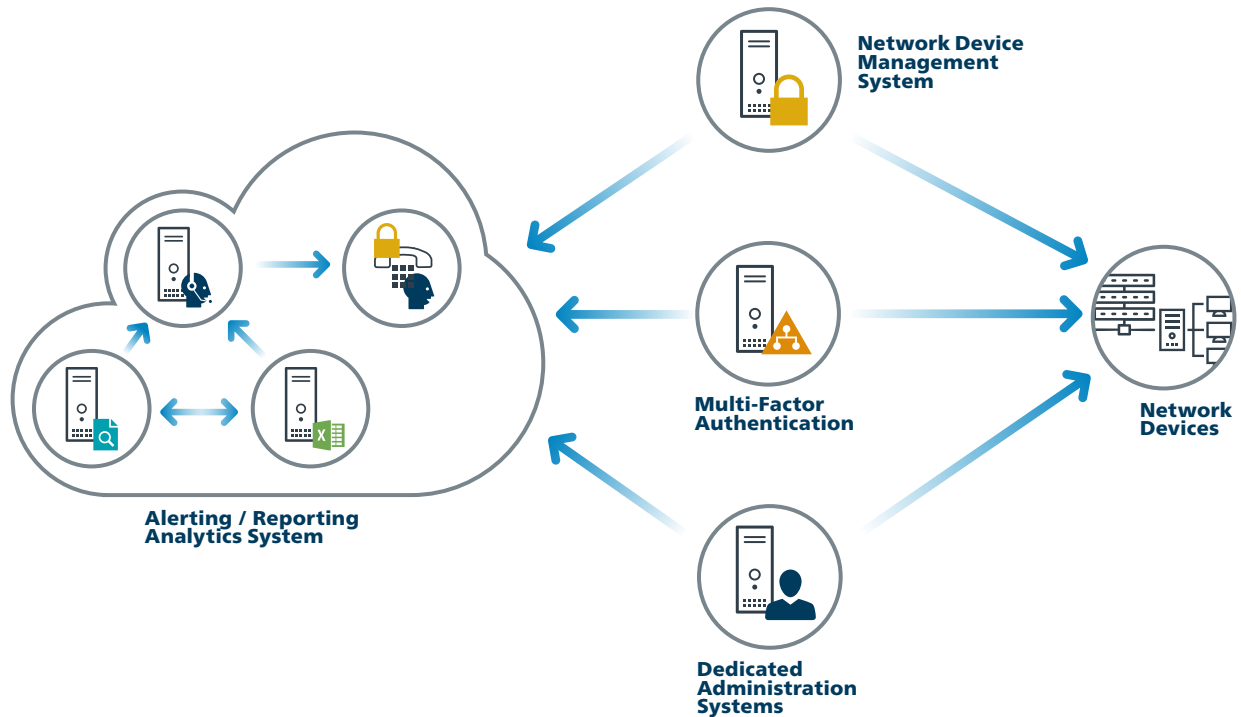 Network Device
Management
System
Multi-Factor
Authentication
Network
Devices
Alerting / Reporting
Analytics System
X
Dedicated
Administration
Systems